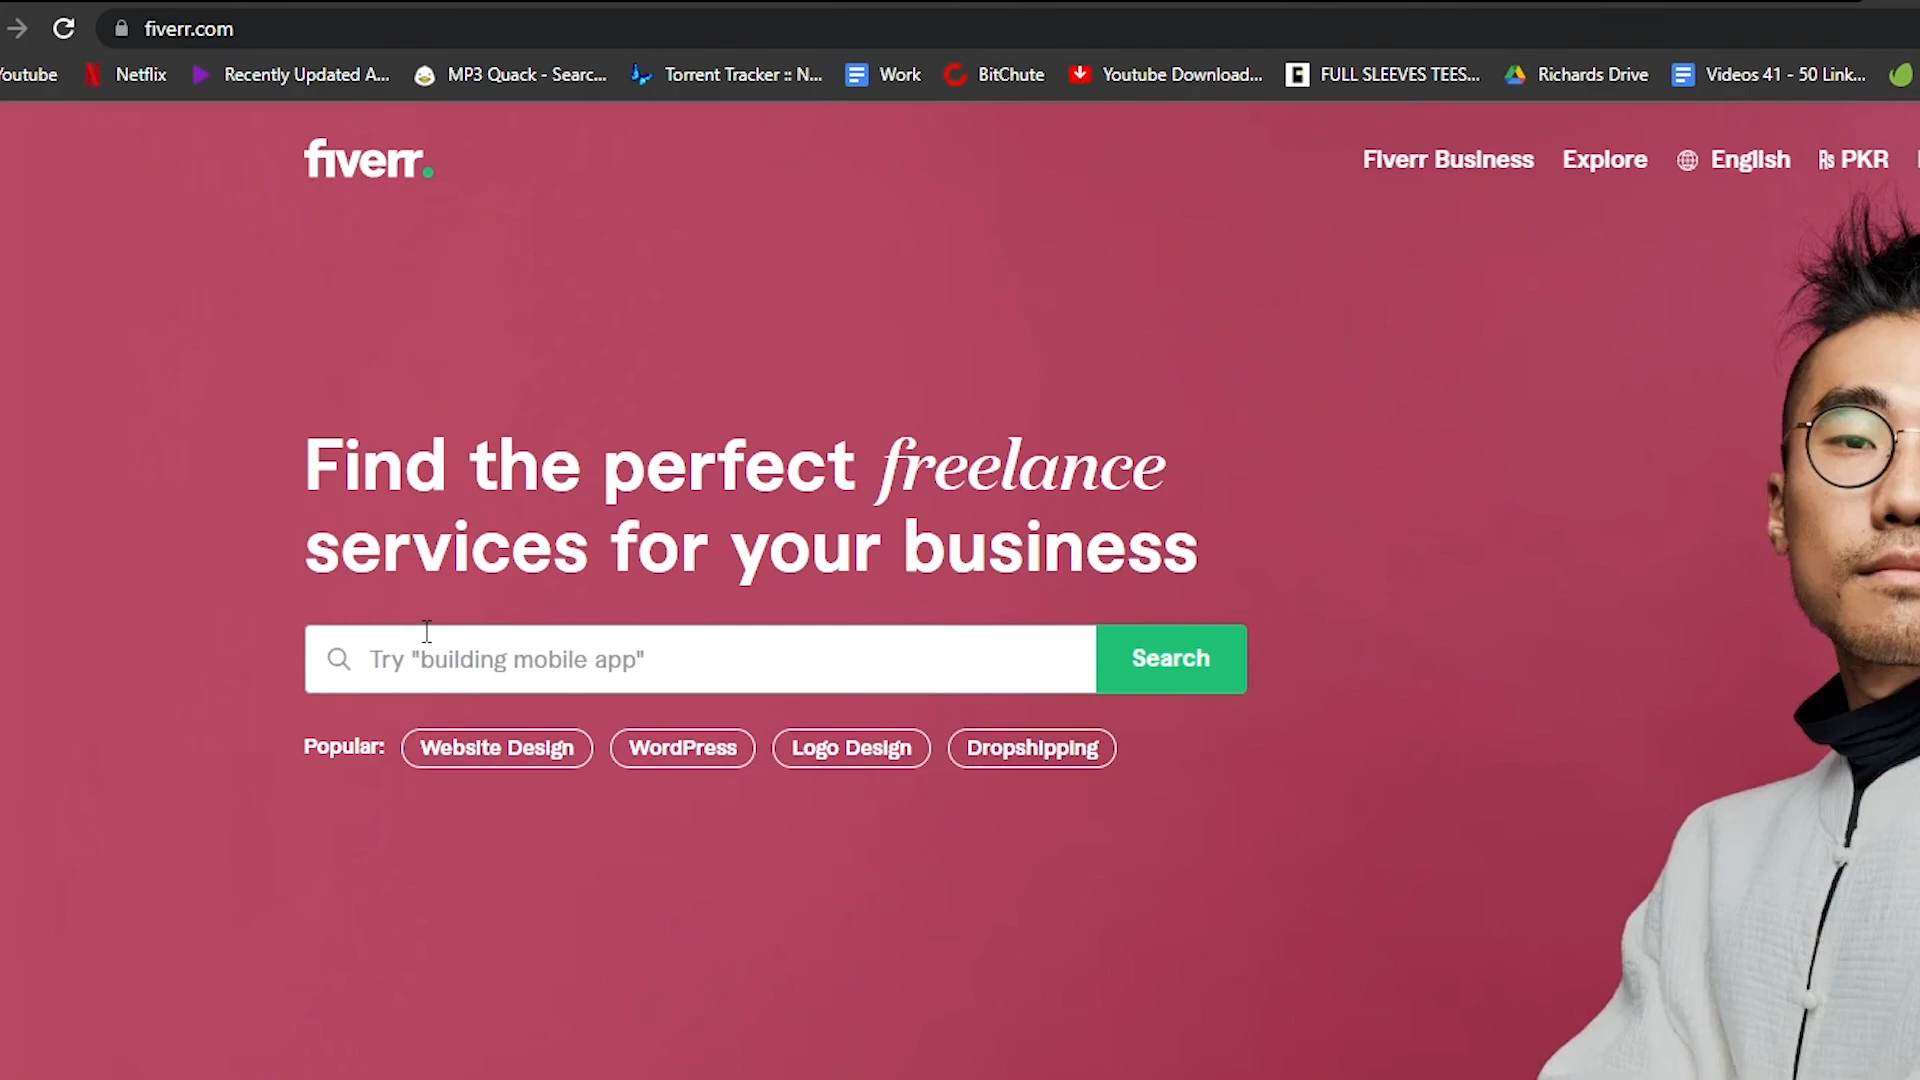 fiverr.com
Youtube Netflix Recently Updated A... MP3 Quack - Searc... Torrent Tracker :: N... Work BitChute Youtube Download... FULL SLEEVES TEES... Richards Drive Videos 41 - 50 Link...
fiverr. Fiverr Business Explore English ₨ PKR
Find the perfect freelance
services for your business
Try "building mobile app" Search
Popular: Website Design WordPress Logo Design Dropshipping